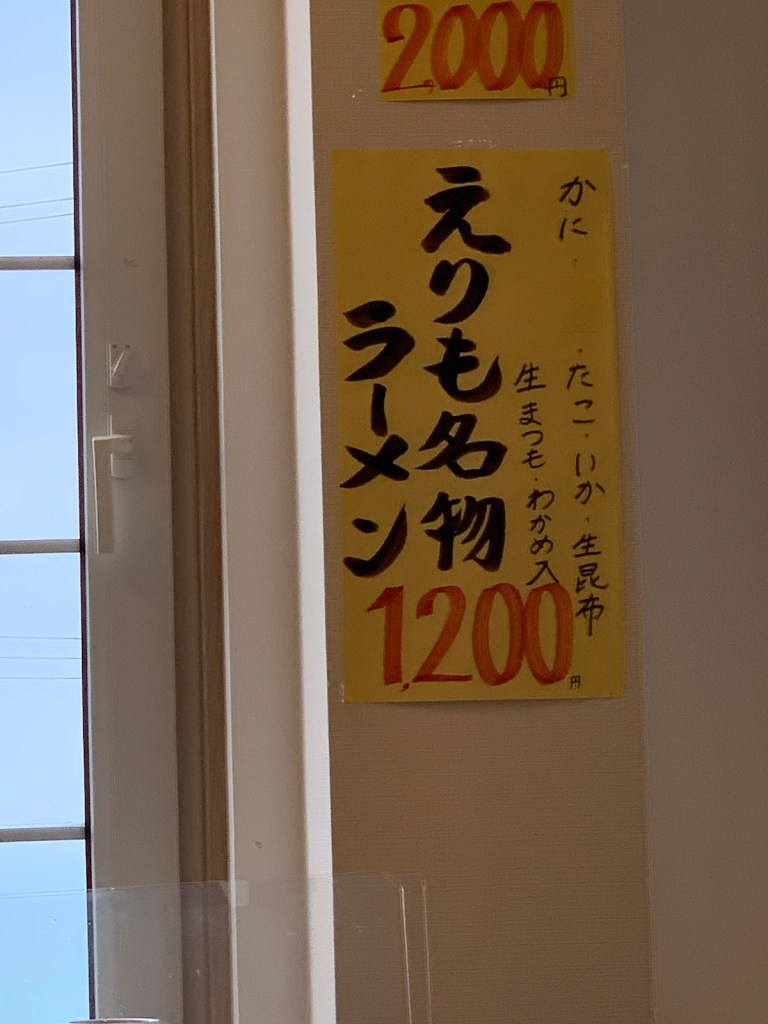 2,000円
かに・　・たこ・いか・生昆布
生まつも・わかめ入
えりも名物
ラーメン
1,200円